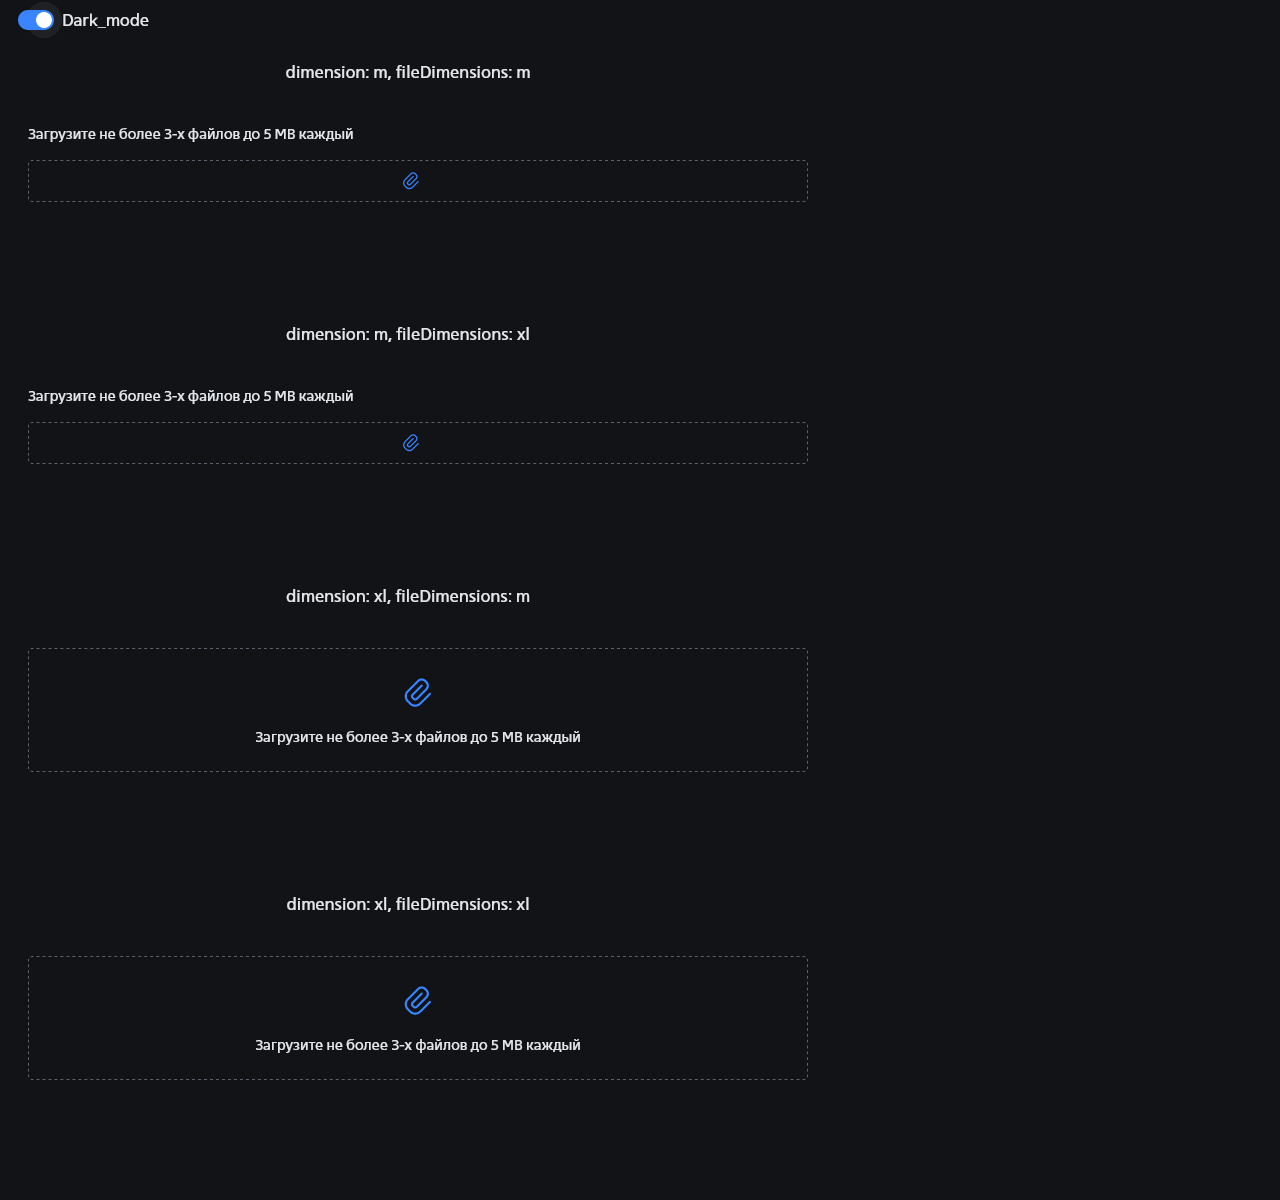 Dark_mode
dimension: m, fileDimensions: m
Загрузите не более 3-х файлов до 5 MB каждый
dimension: m, fileDimensions: xl
Загрузите не более 3-х файлов до 5 MB каждый
dimension: xl, fileDimensions: m
Загрузите не более 3-х файлов до 5 MB каждый
dimension: xl, fileDimensions: xl
Загрузите не более 3-х файлов до 5 MB каждый